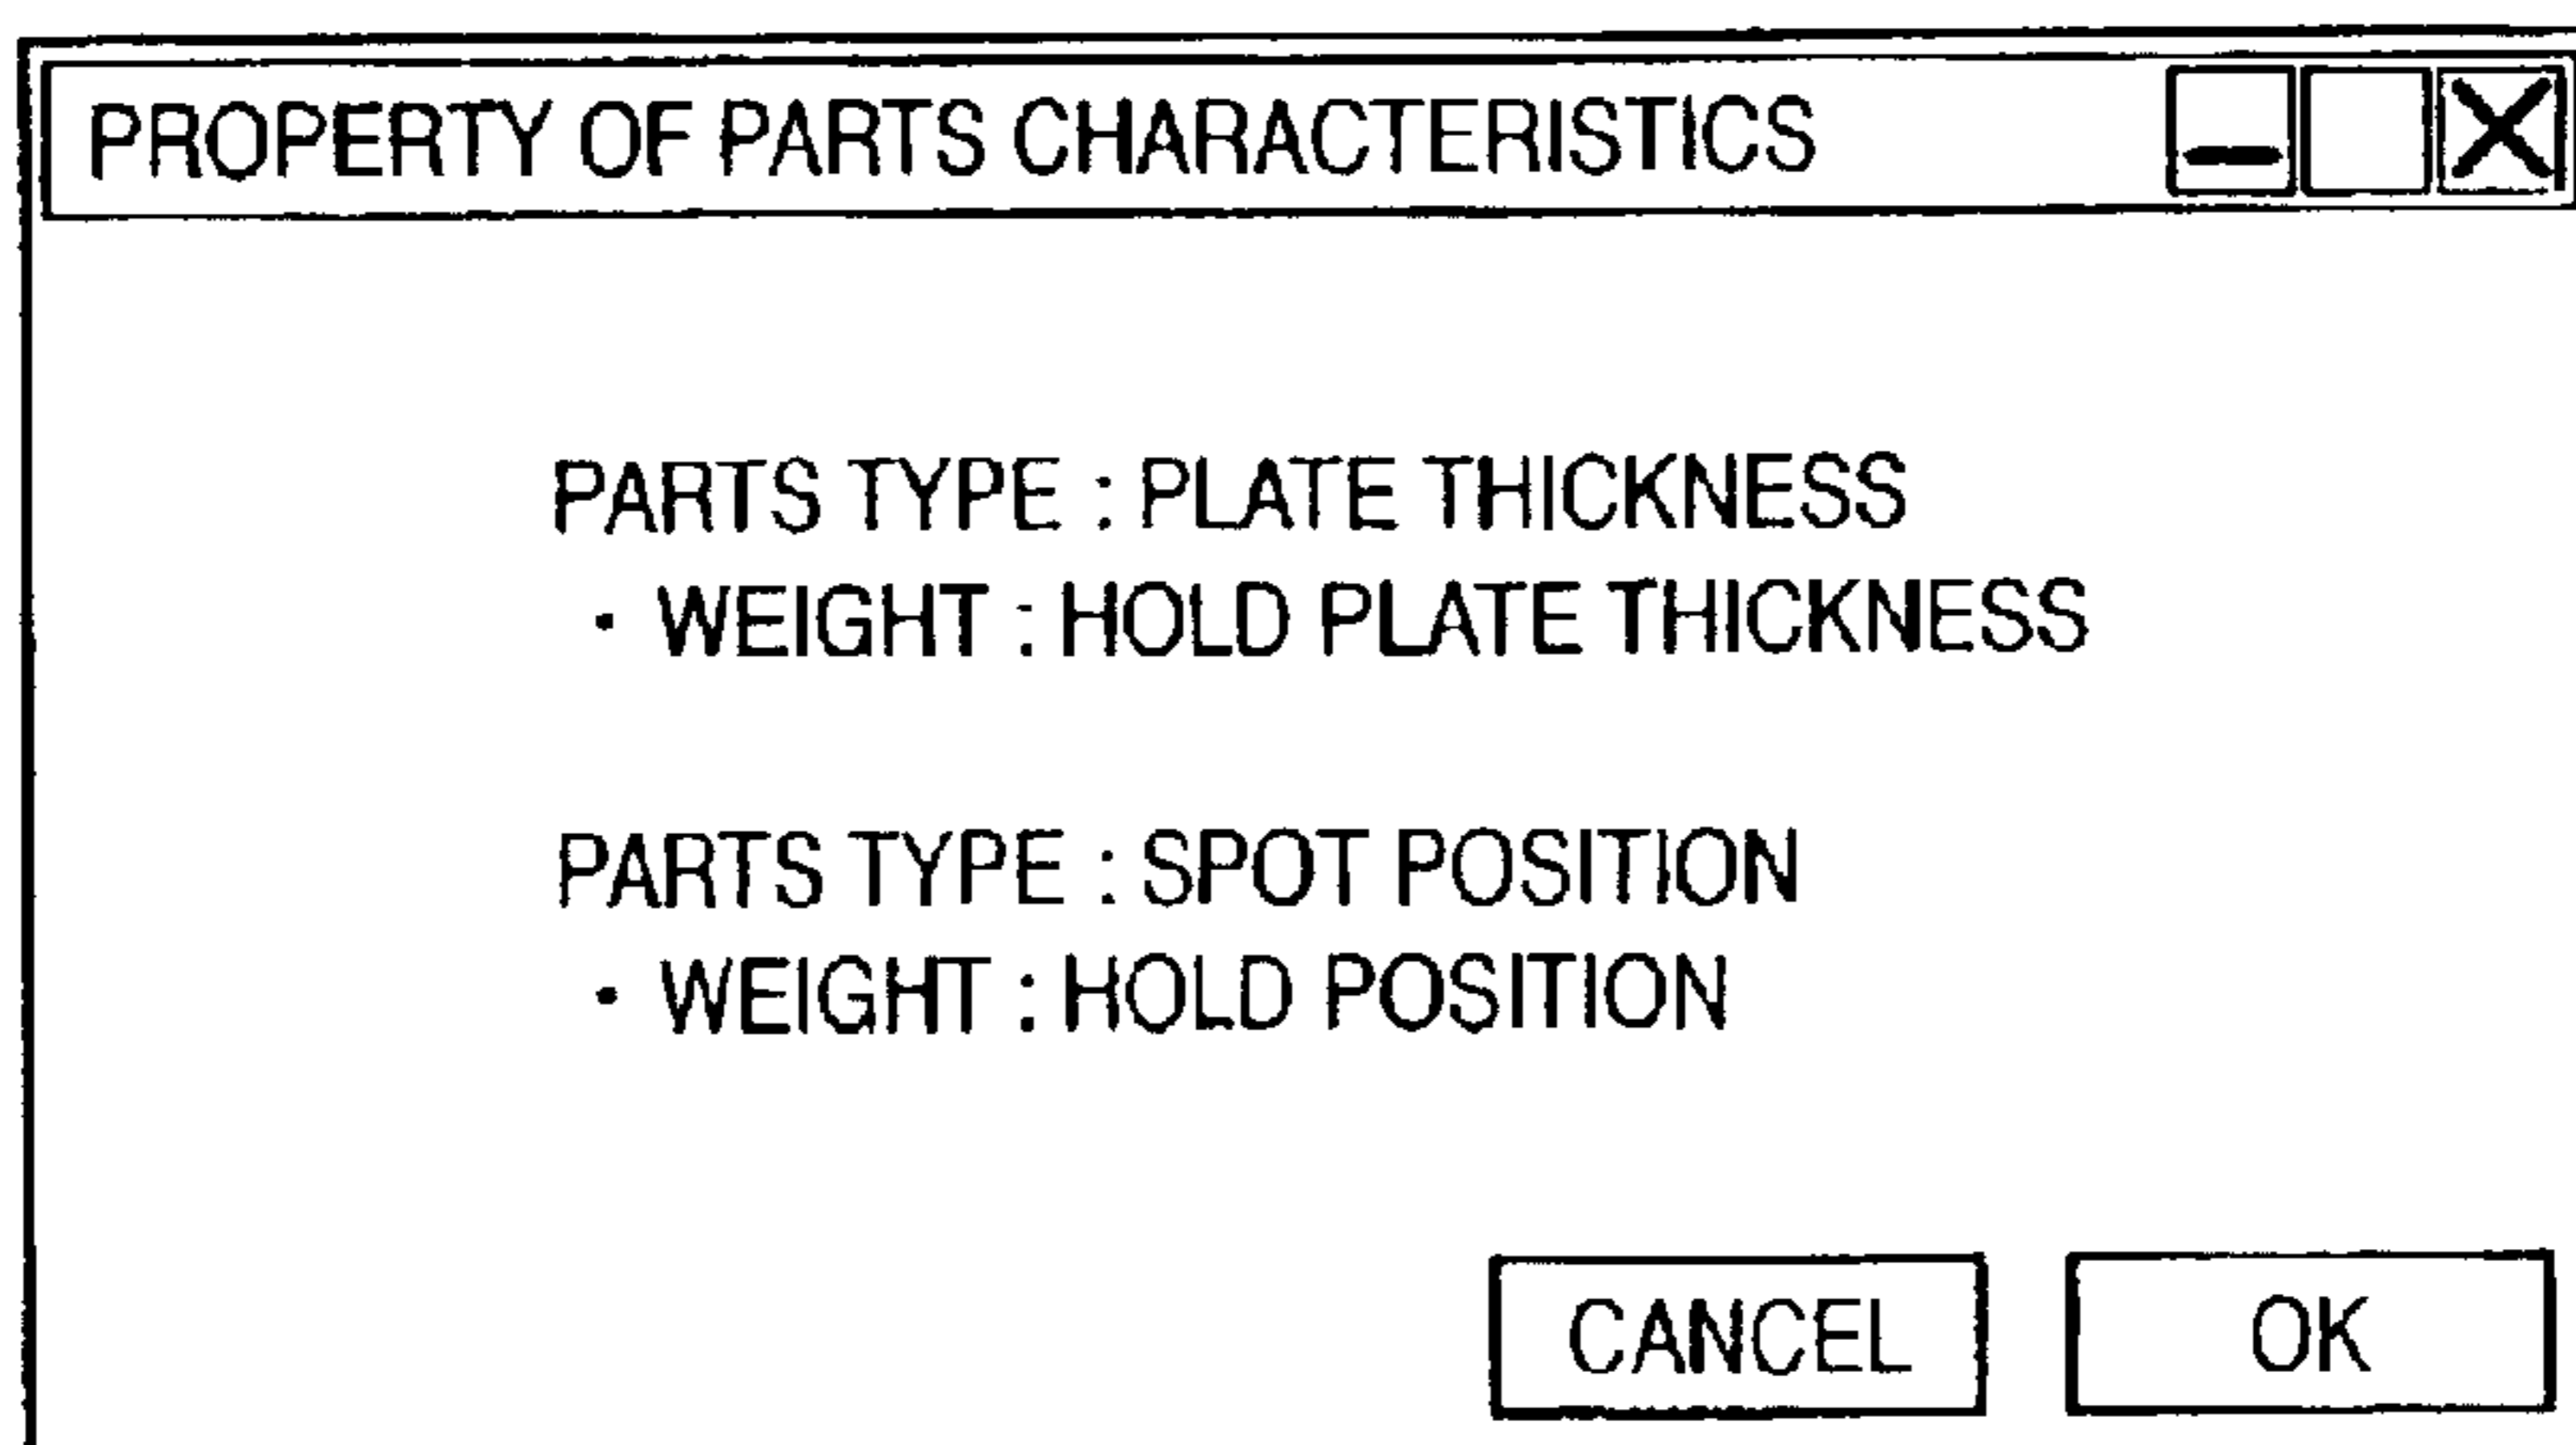 PROPERTY OF PARTS CHARACTERISTICS
PARTS TYPE : PLATE THICKNESS
· WEIGHT : HOLD PLATE THICKNESS
PARTS TYPE : SPOT POSITION
· WEIGHT : HOLD POSITION
CANCEL OK